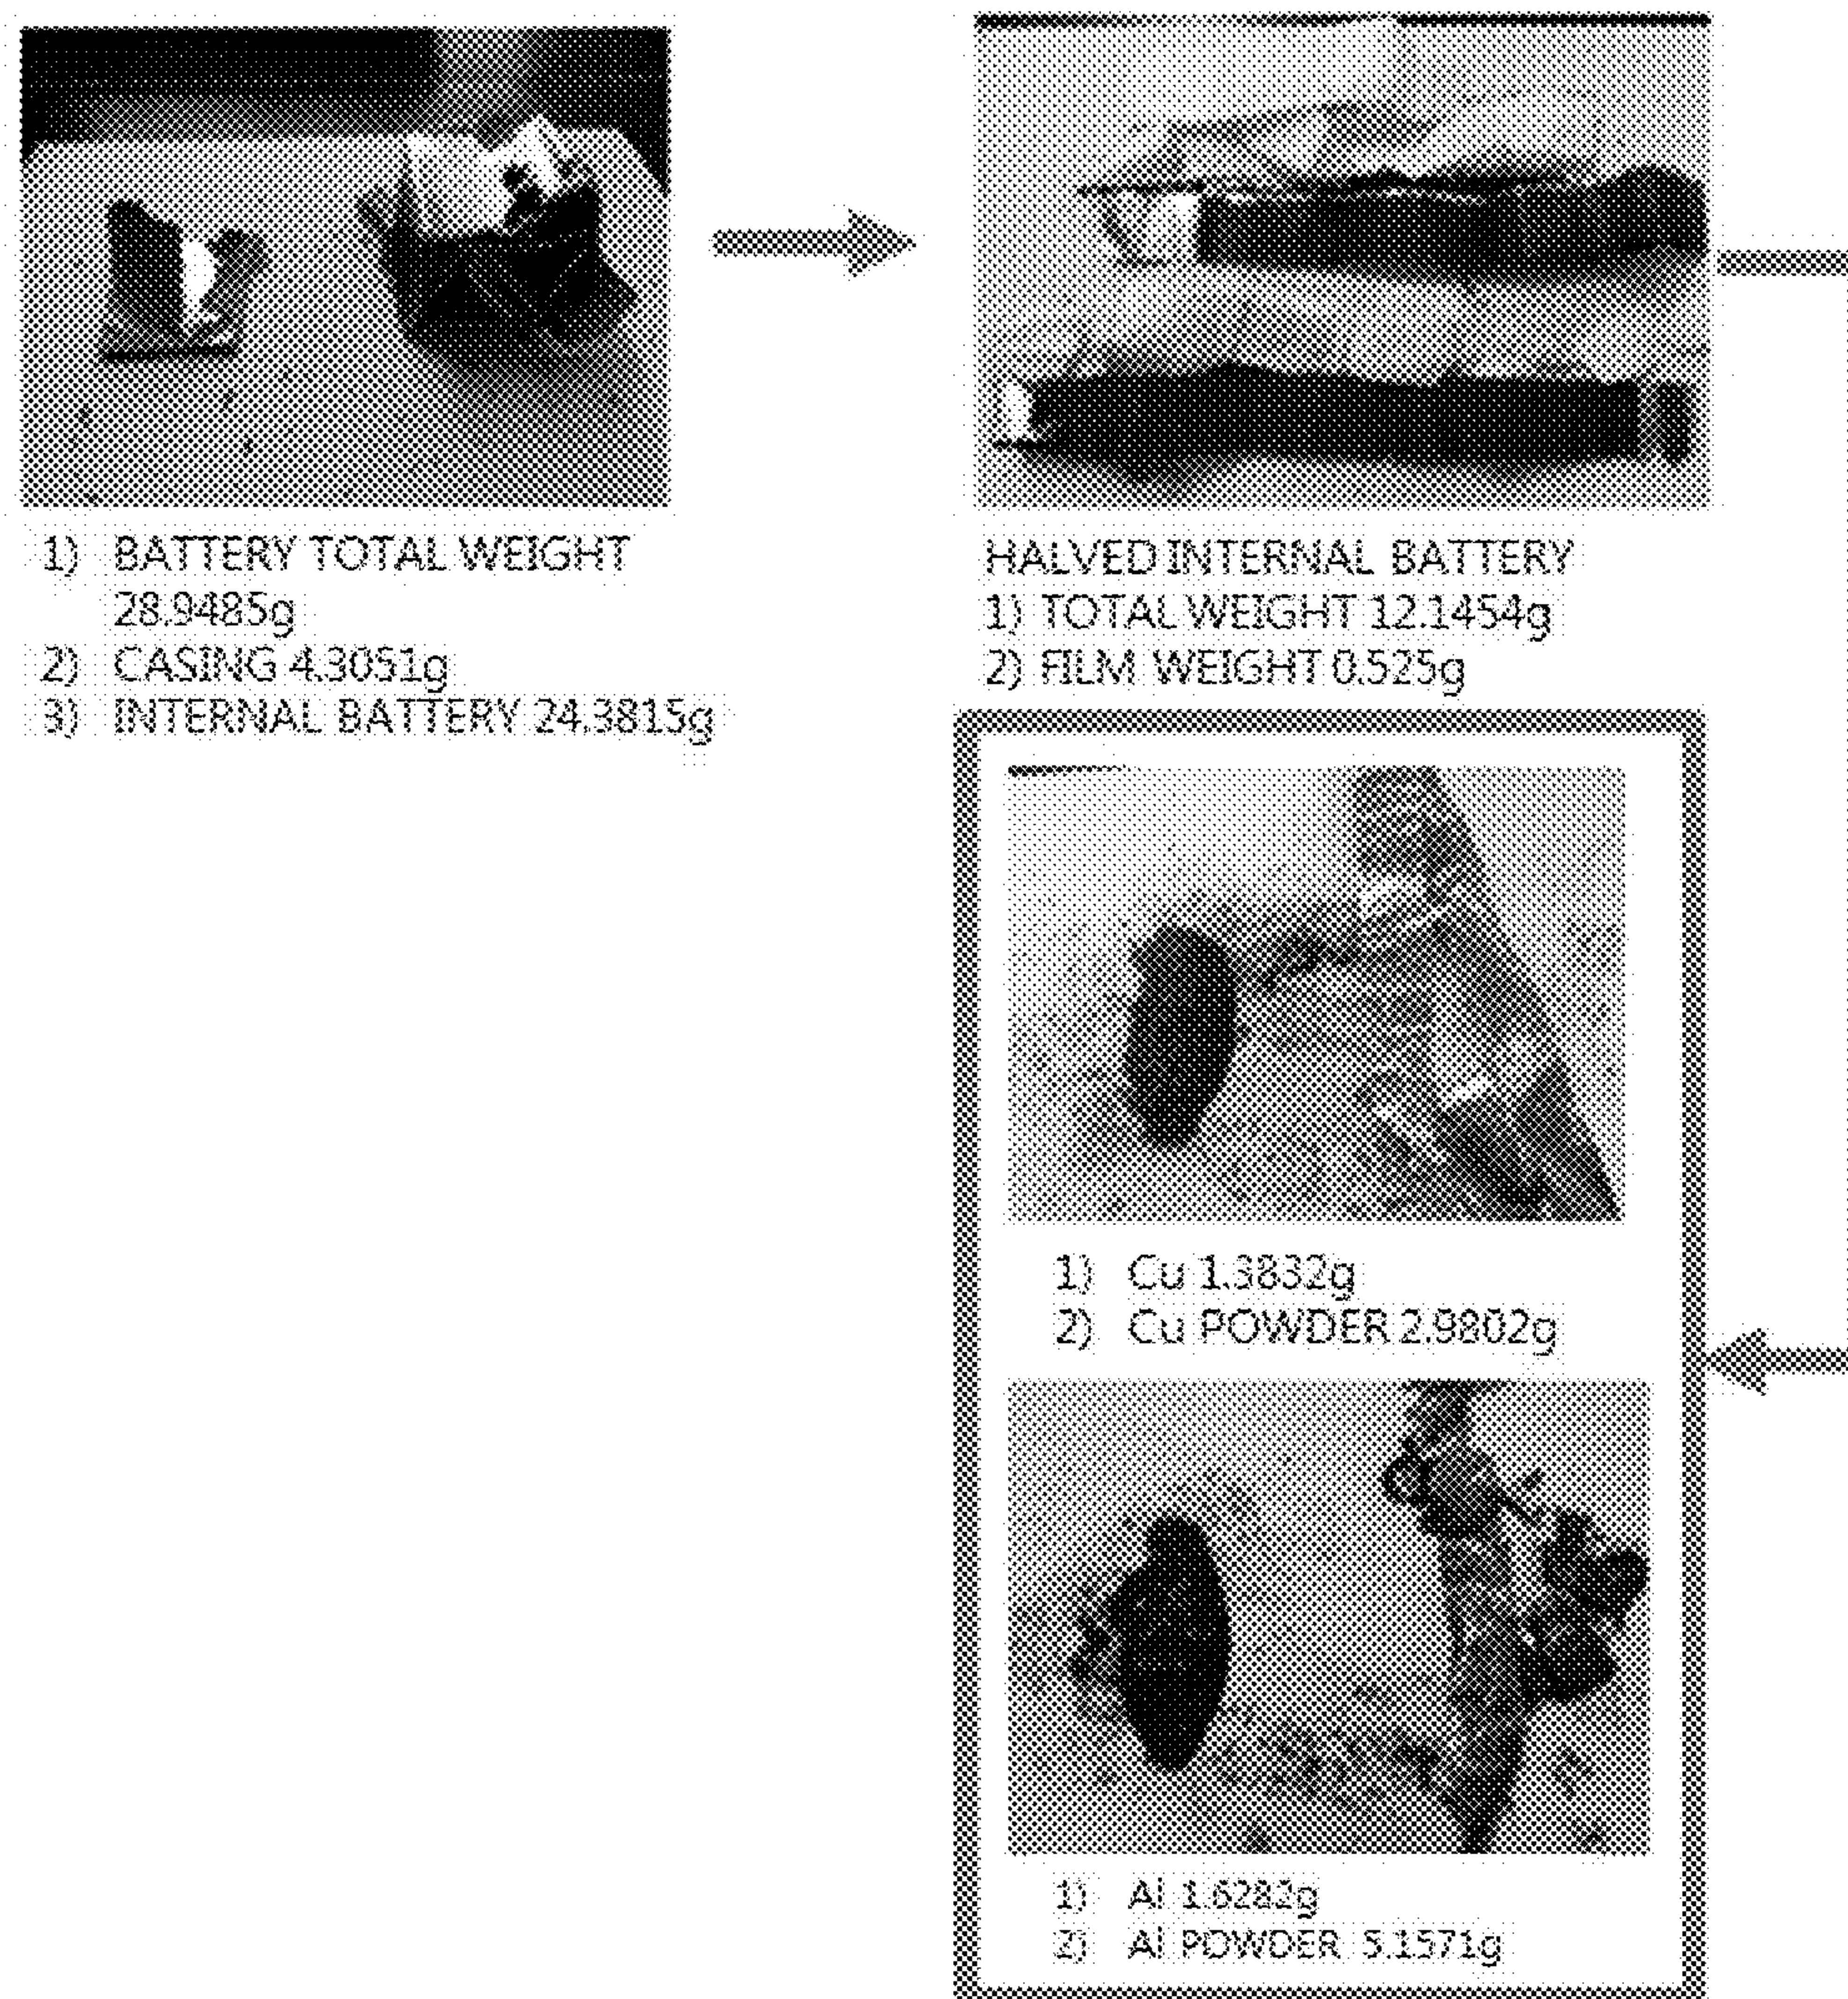 1) BATTERY TOTAL WEIGHT
28.9485g
2) CASING 4.3051g
3) INTERNAL BATTERY 24.3815g
HALVED INTERNAL BATTERY
1) TOTAL WEIGHT 12.1454g
2) FILM WEIGHT 0.525g
1) Cu 1.3832g
2) Cu POWDER 2.9802g
1) Al 1.6282g
2) Al POWDER 5.1571g